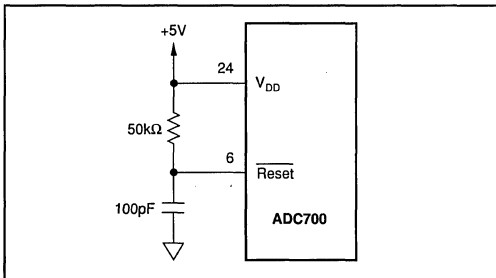 +5V
24
V_DD
50kΩ
6
Reset
100pF
ADC700